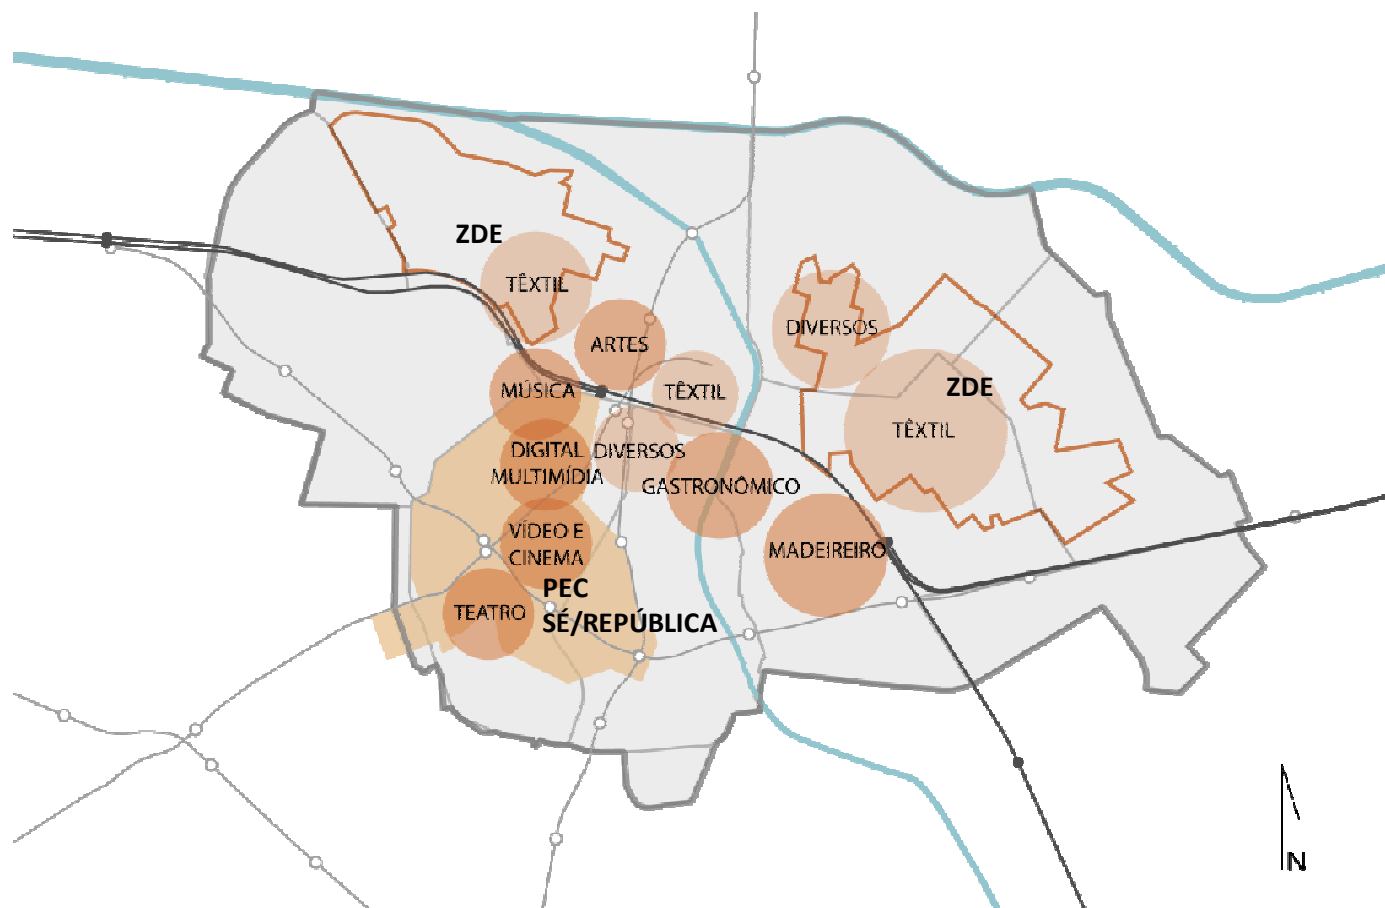 ZDE
TÊXTIL
DIVERSOS
ARTES
ZDE
MÚSICA
TÊXTIL
TÊXTIL
DIGITAL
MULTIMÍDIA
DIVERSOS
GASTRONÔMICO
VÍDEO E
CINEMA
MADEIREIRO
PEC
SÉ/REPÚBLICA
TEATRO
N